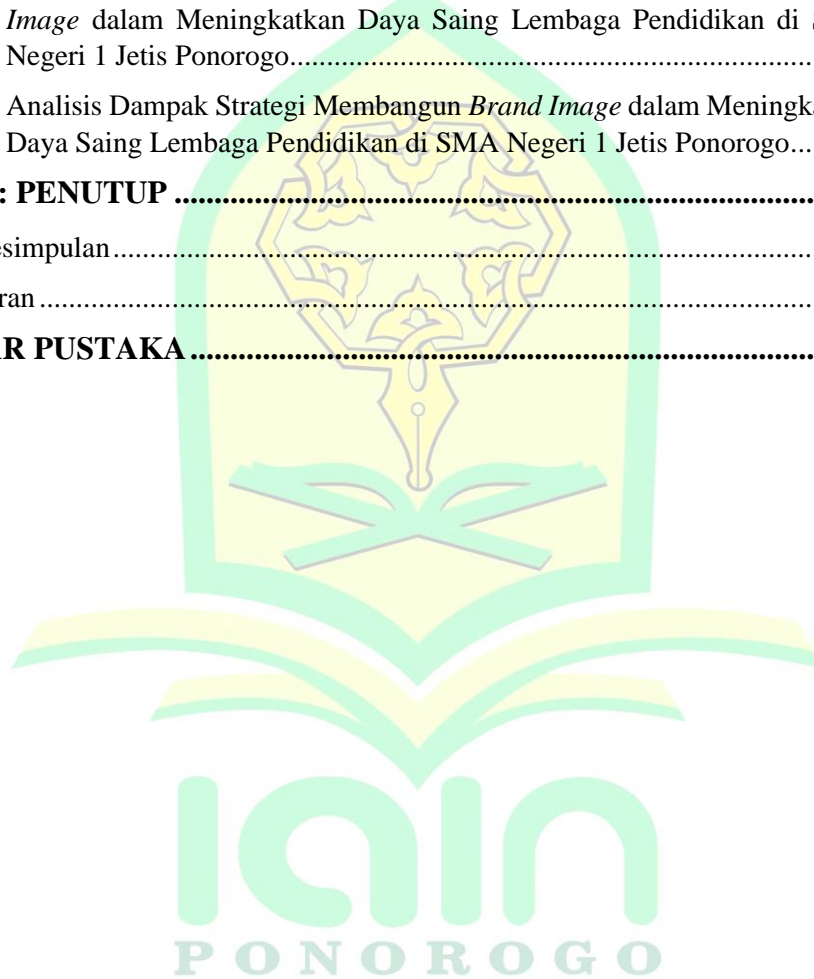 Image dalam Meningkatkan Daya Saing Lembaga Pendidikan di
Negeri 1 Jetis Ponorogo................................................
Analisis Dampak Strategi Membangun Brand Image dalam
Daya Saing Lembaga Pendidikan di SMA Negeri 1 Jetis Ponorogo...
: PENUTUP ................................................
esimpulan................................................
ran................................................
R PUSTAKA................................................
iain
PONOROGO